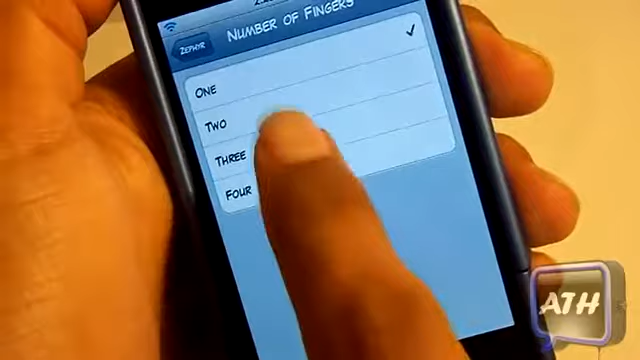 Number of Fingers
Zephyr
One
Two
Three
Four
ATH